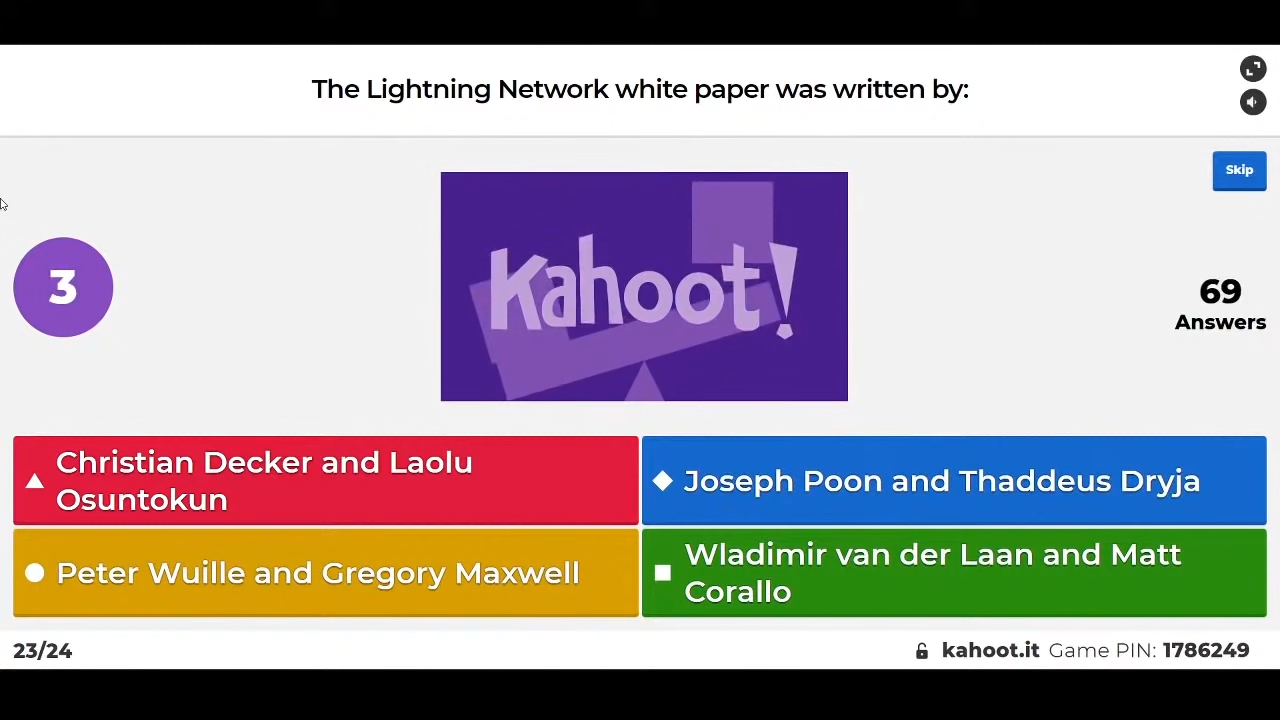 The Lightning Network white paper was written by:
Skip
Kahoot!
3
69
Answers
Christian Decker and Laolu
Osuntokun
Joseph Poon and Thaddeus Dryja
Peter Wuille and Gregory Maxwell
Wladimir van der Laan and Matt
Corallo
23/24
kahoot.it Game PIN: 1786249